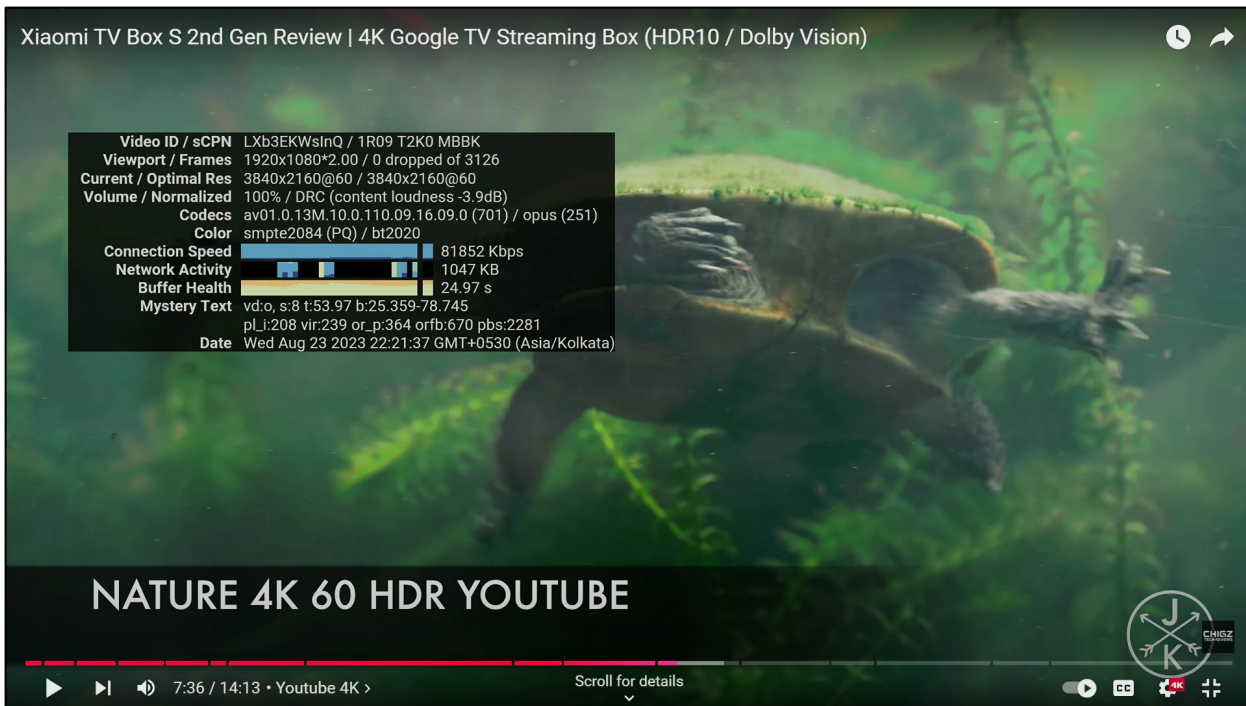 Xiaomi TV Box S 2nd Gen Review | 4K Google TV Streaming Box (HDR10 / Dolby Vision)
Video ID / sCPN LXb3EKWsInQ / 1R09 T2K0 MBBK
Viewport / Frames 1920x1080*2.00 / 0 dropped of 3126
Current / Optimal Res 3840x2160@60 / 3840x2160@60
Volume / Normalized 100% / DRC (content loudness -3.9dB)
Codecs av01.0.13M.10.0.110.09.16.09.0 (701) / opus (251)
Color smpte2084 (PQ) / bt2020
Connection Speed 81852 Kbps
Network Activity 1047 KB
Buffer Health 24.97 s
Mystery Text vd:o, s:8 t:53.97 b:25.359-78.745
pl_i:208 vir:239 or_p:364 orfb:670 pbs:2281
Date Wed Aug 23 2023 22:21:37 GMT+0530 (Asia/Kolkata)
NATURE 4K 60 HDR YOUTUBE
J
K
CHIGZ
TECH REVIEWS
7:36 / 14:13 • Youtube 4K >
Scroll for details
CC
4K